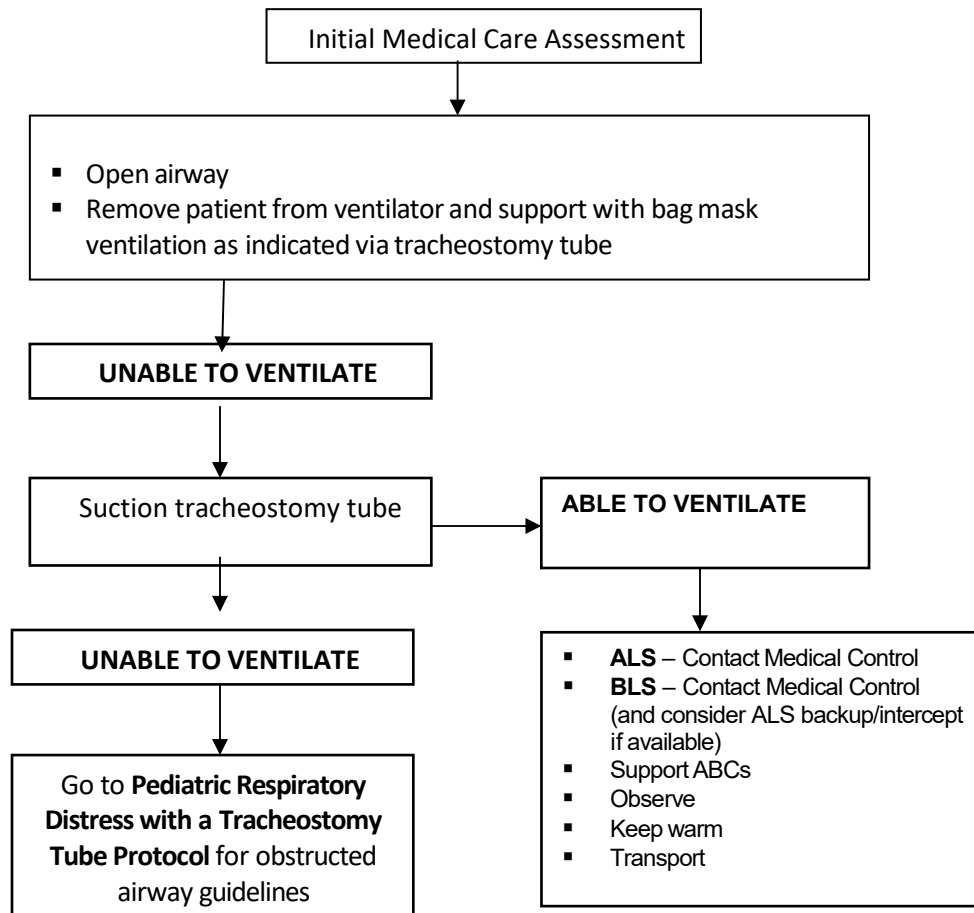 Initial Medical Care Assessment
▪ Open airway
▪ Remove patient from ventilator and support with bag mask
ventilation as indicated via tracheostomy tube
UNABLE TO VENTILATE
Suction tracheostomy tube
ABLE TO VENTILATE
UNABLE TO VENTILATE
Go to Pediatric Respiratory
Distress with a Tracheostomy
Tube Protocol for obstructed
airway guidelines
▪ ALS – Contact Medical Control
▪ BLS – Contact Medical Control
(and consider ALS backup/intercept
if available)
▪ Support ABCs
▪ Observe
▪ Keep warm
▪ Transport